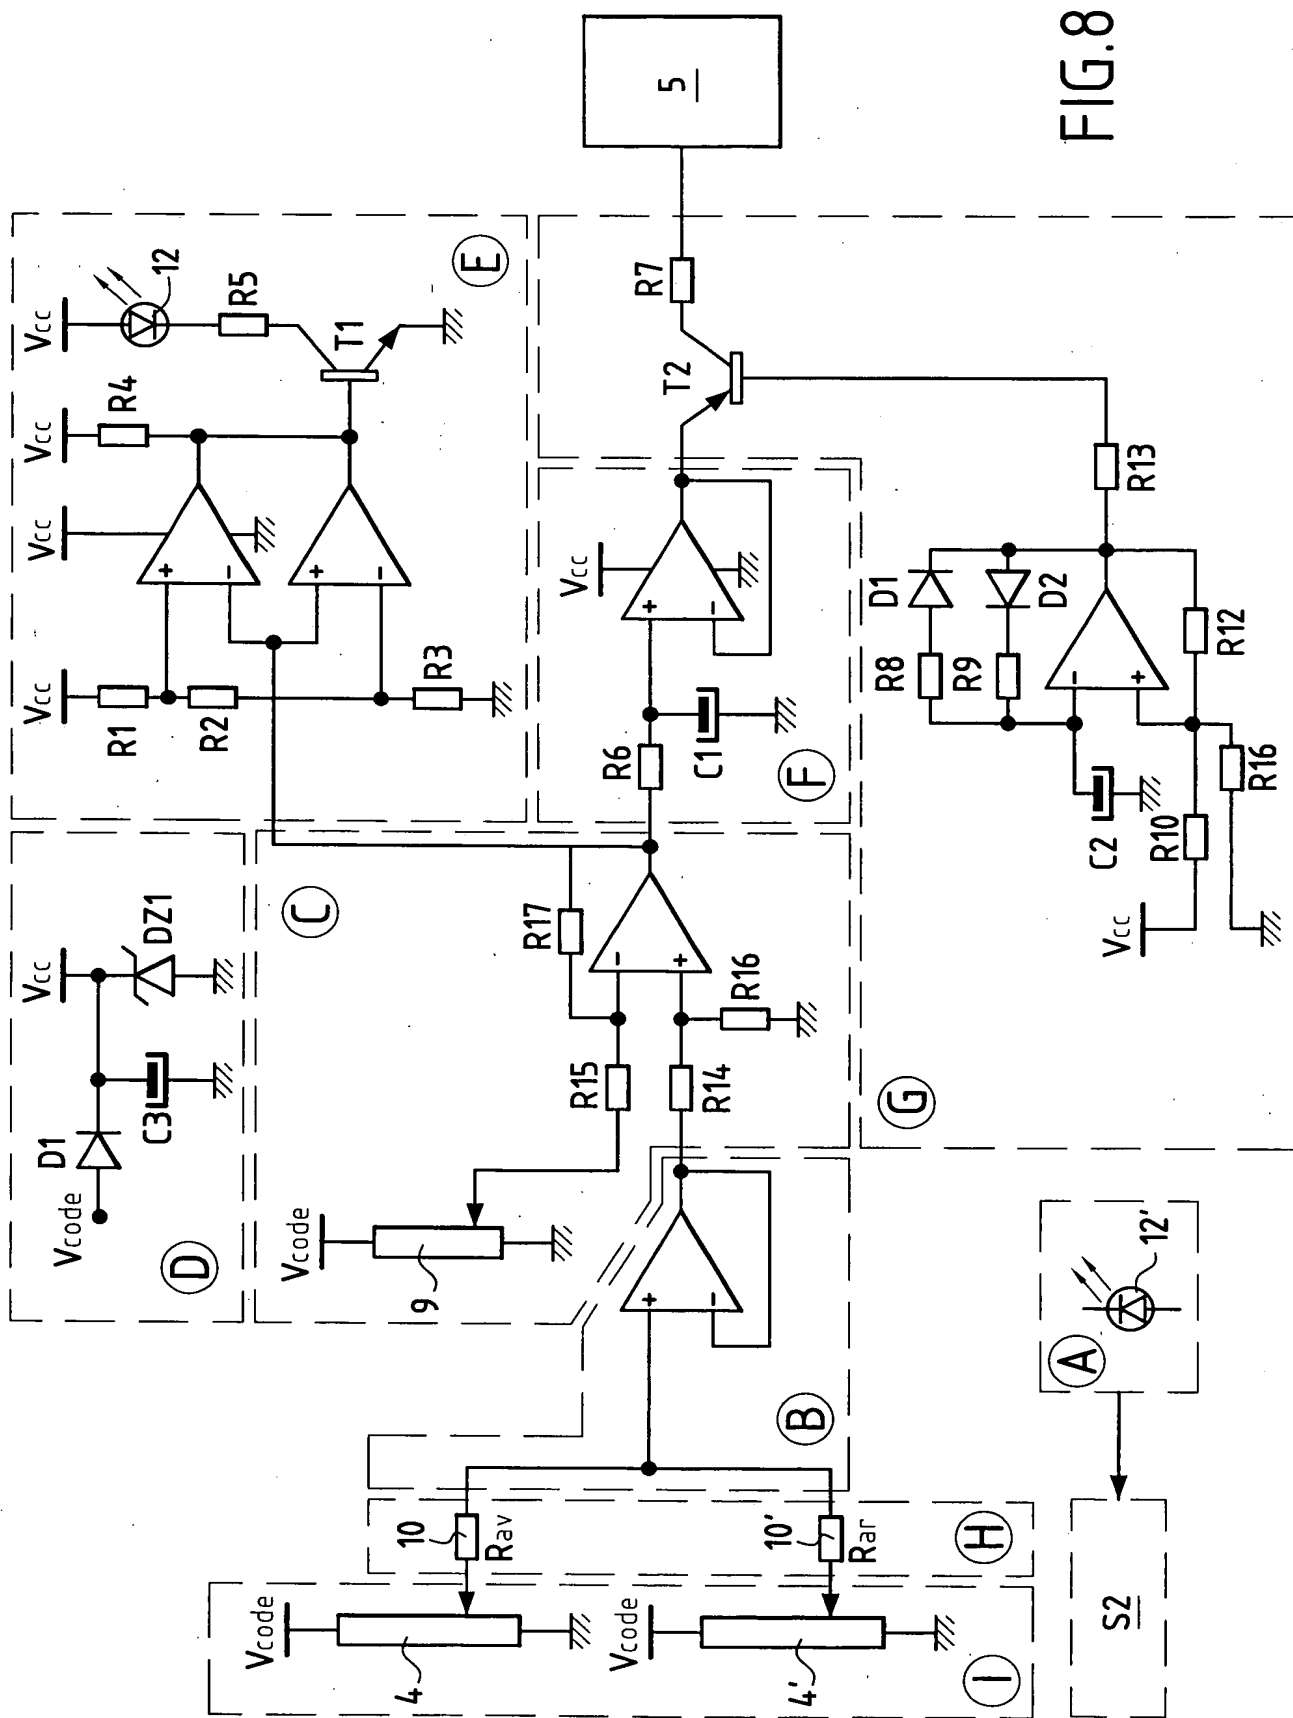 FIG.8
Vcode
D1
Vcc
C3
DZ1
D
Vcc
R1
R2
R3
Vcc
+
-
+
-
Vcc
R4
Vcc
12
R5
T1
E
Vcode
9
C
R15
R17
-
+
R14
R16
R6
C1
Vcc
+
-
F
T2
R7
5
Vcode
4
Vcode
4'
I
10
Rav
10'
Rar
H
+
-
B
G
Vcc
R10
R16
C2
R8
D1
R9
D2
-
+
R12
R13
S2
A
12'